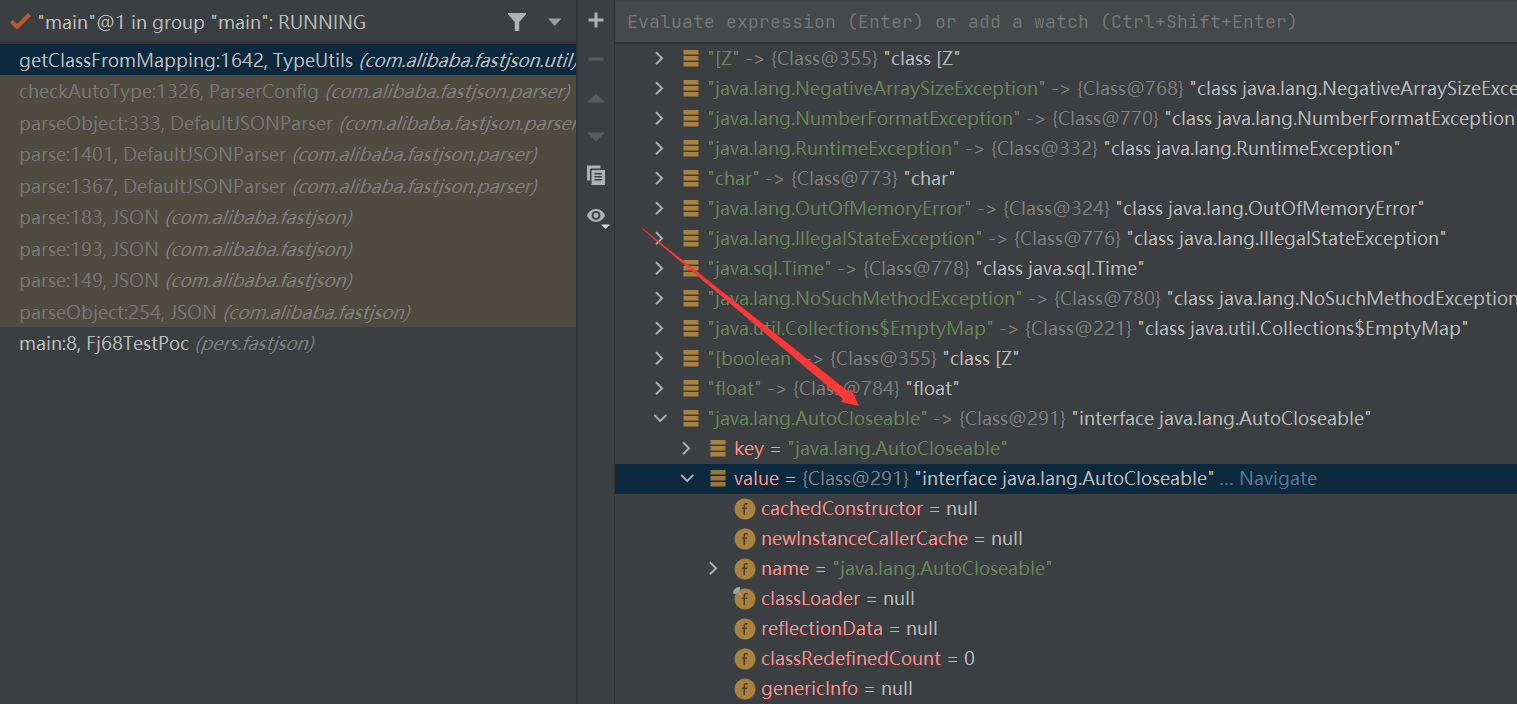 "main"@1 in group "main": RUNNING
getClassFromMapping:1642, TypeUtils (com.alibaba.fastjson.util)
checkAutoType:1326, ParserConfig (com.alibaba.fastjson.parser)
parseObject:333, DefaultJSONParser (com.alibaba.fastjson.parser
parse:1401, DefaultJSONParser (com.alibaba.fastjson.parser)
parse:1367, DefaultJSONParser (com.alibaba.fastjson.parser)
parse:183, JSON (com.alibaba.fastjson)
parse:193, JSON (com.alibaba.fastjson)
parse:149, JSON (com.alibaba.fastjson)
parseObject:254, JSON (com.alibaba.fastjson)
main:8, Fj68TestPoc (pers.fastjson)
Evaluate expression (Enter) or add a watch (Ctrl+Shift+Enter)
"[Z" -> {Class@355} "class [Z"
"java.lang.NegativeArraySizeException" -> {Class@768} "class java.lang.NegativeArraySizeExce
"java.lang.NumberFormatException" -> {Class@770} "class java.lang.NumberFormatException
"java.lang.RuntimeException" -> {Class@332} "class java.lang.RuntimeException"
"char" -> {Class@773} "char"
"java.lang.OutOfMemoryError" -> {Class@324} "class java.lang.OutOfMemoryError"
"java.lang.IllegalStateException" -> {Class@776} "class java.lang.IllegalStateException"
"java.sql.Time" -> {Class@778} "class java.sql.Time"
"java.lang.NoSuchMethodException" -> {Class@780} "class java.lang.NoSuchMethodException
"java.util.Collections$EmptyMap" -> {Class@221} "class java.util.Collections$EmptyMap"
"[boolean" -> {Class@355} "class [Z"
"float" -> {Class@784} "float"
"java.lang.AutoCloseable" -> {Class@291} "interface java.lang.AutoCloseable"
key = "java.lang.AutoCloseable"
value = {Class@291} "interface java.lang.AutoCloseable" ... Navigate
cachedConstructor = null
newInstanceCallerCache = null
name = "java.lang.AutoCloseable"
classLoader = null
reflectionData = null
classRedefinedCount = 0
genericInfo = null